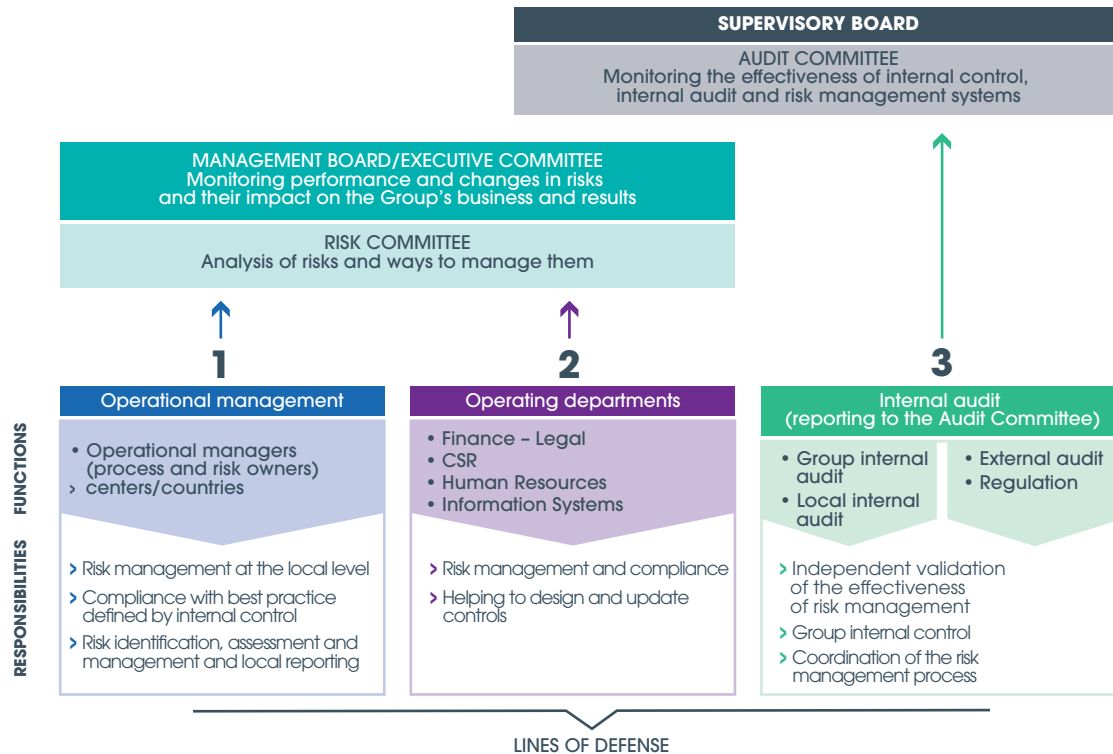 SUPERVISORY BOARD
AUDIT COMMITTEE
Monitoring the effectiveness of internal control,
internal audit and risk management systems
MANAGEMENT BOARD/EXECUTIVE COMMITTEE
Monitoring performance and changes in risks
and their impact on the Group's business and results
RISK COMMITTEE
Analysis of risks and ways to manage them
1
2
3
Operational management
Operating departments
Internal audit
(reporting to the Audit Committee)
FUNCTIONS
• Operational managers
(process and risk owners)
› centers/countries
• Finance – Legal
• CSR
• Human Resources
• Information Systems
• Group internal
audit
• Local internal
audit
• External audit
• Regulation
RESPONSIBILITIES
› Risk management at the local level
› Compliance with best practice
defined by internal control
› Risk identification, assessment and
management and local reporting
› Risk management and compliance
› Helping to design and update
controls
› Independent validation
of the effectiveness
of risk management
› Group internal control
› Coordination of the risk
management process
LINES OF DEFENSE